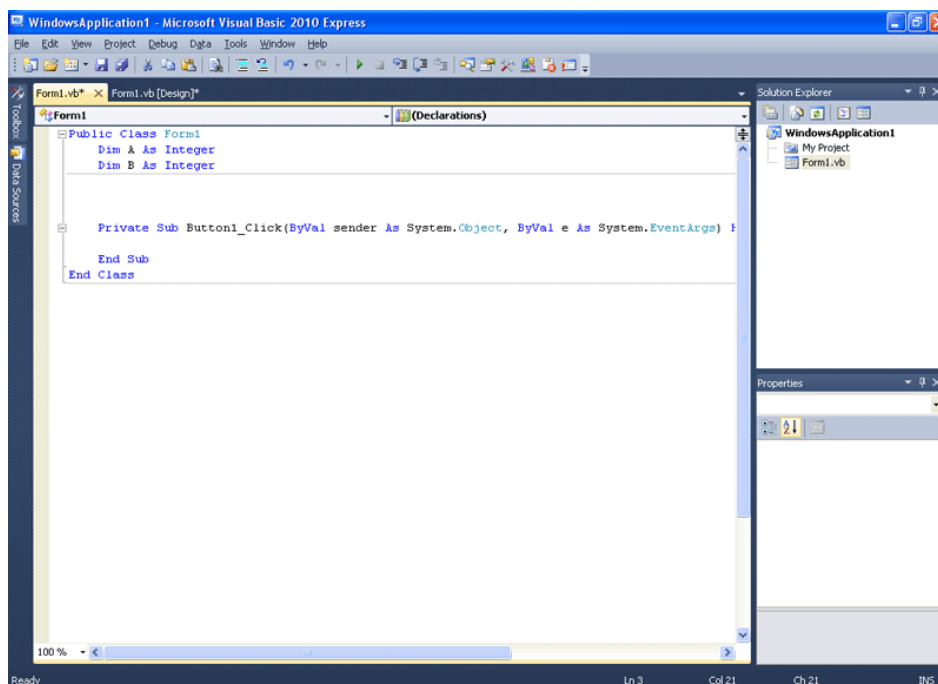 WindowsApplication1 - Microsoft Visual Basic 2010 Express
File Edit View Project Debug Data Tools Window Help
Form1.vb* Form1.vb [Design]*
Form1 (Declarations)
Public Class Form1
Dim A As Integer
Dim B As Integer
Private Sub Button1_Click(ByVal sender As System.Object, ByVal e As System.EventArgs)
End Sub
End Class
100 %
Toolbox
Data Sources
Solution Explorer
WindowsApplication1
My Project
Form1.vb
Properties
Ready Ln 3 Col 21 Ch 21 INS